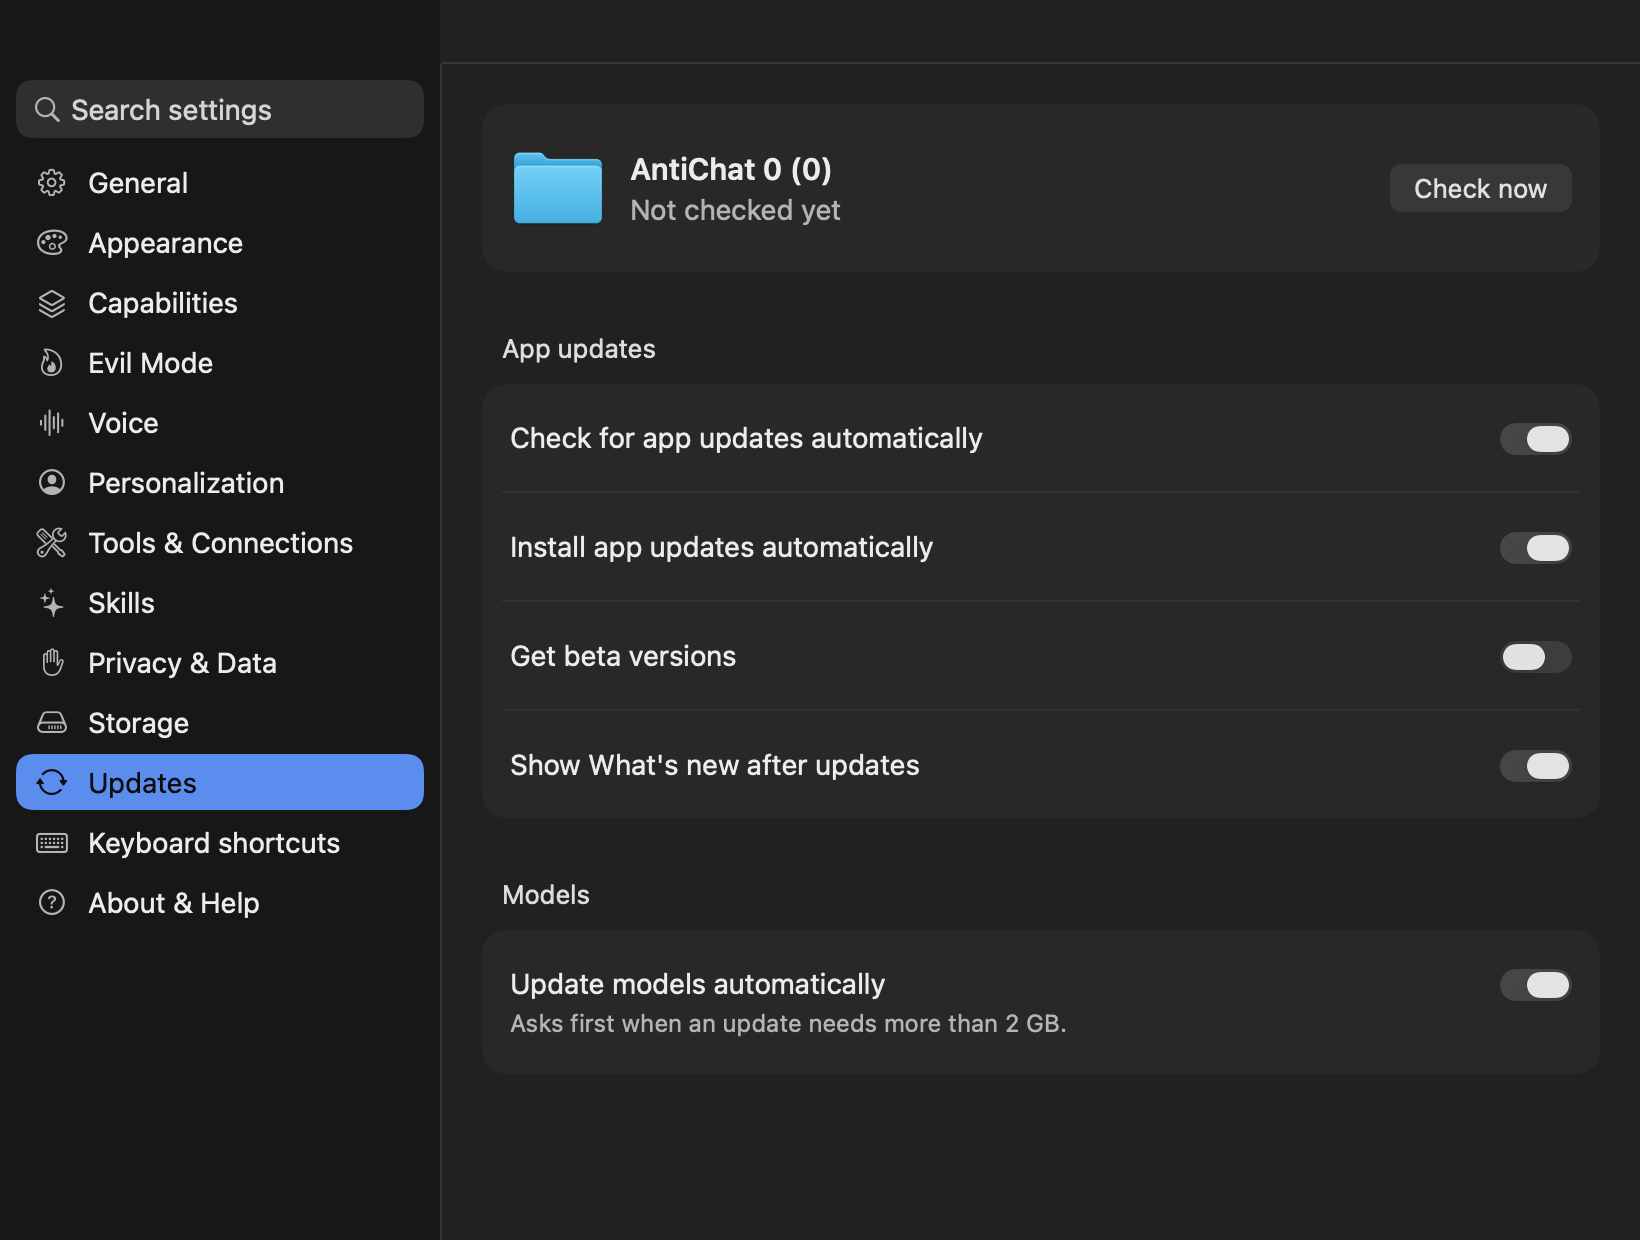 Search settings
General
Appearance
Capabilities
Evil Mode
Voice
Personalization
Tools & Connections
Skills
Privacy & Data
Storage
Updates
Keyboard shortcuts
About & Help
AntiChat 0 (0)
Not checked yet
Check now
App updates
Check for app updates automatically
Install app updates automatically
Get beta versions
Show What's new after updates
Models
Update models automatically
Asks first when an update needs more than 2 GB.